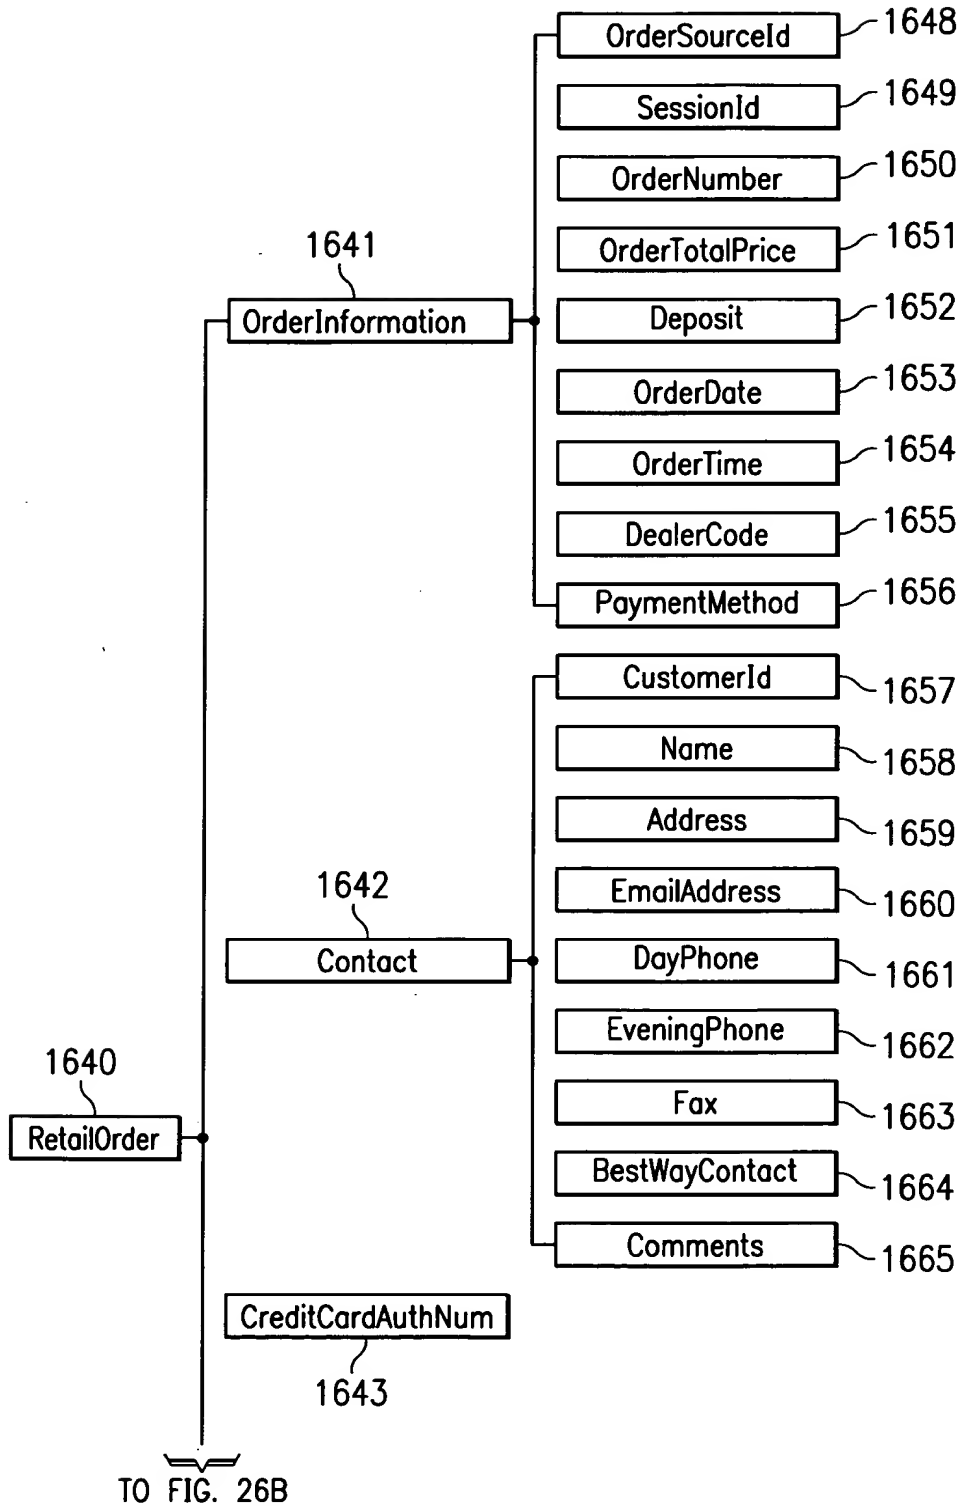 OrderSourceId 1648
SessionId 1649
OrderNumber 1650
1641
OrderTotalPrice 1651
OrderInformation
Deposit 1652
OrderDate 1653
OrderTime 1654
DealerCode 1655
PaymentMethod 1656
CustomerId 1657
Name 1658
Address 1659
1642
EmailAddress 1660
Contact
DayPhone 1661
EveningPhone 1662
1640
Fax 1663
RetailOrder
BestWayContact 1664
Comments 1665
CreditCardAuthNum
1643
TO FIG. 26B